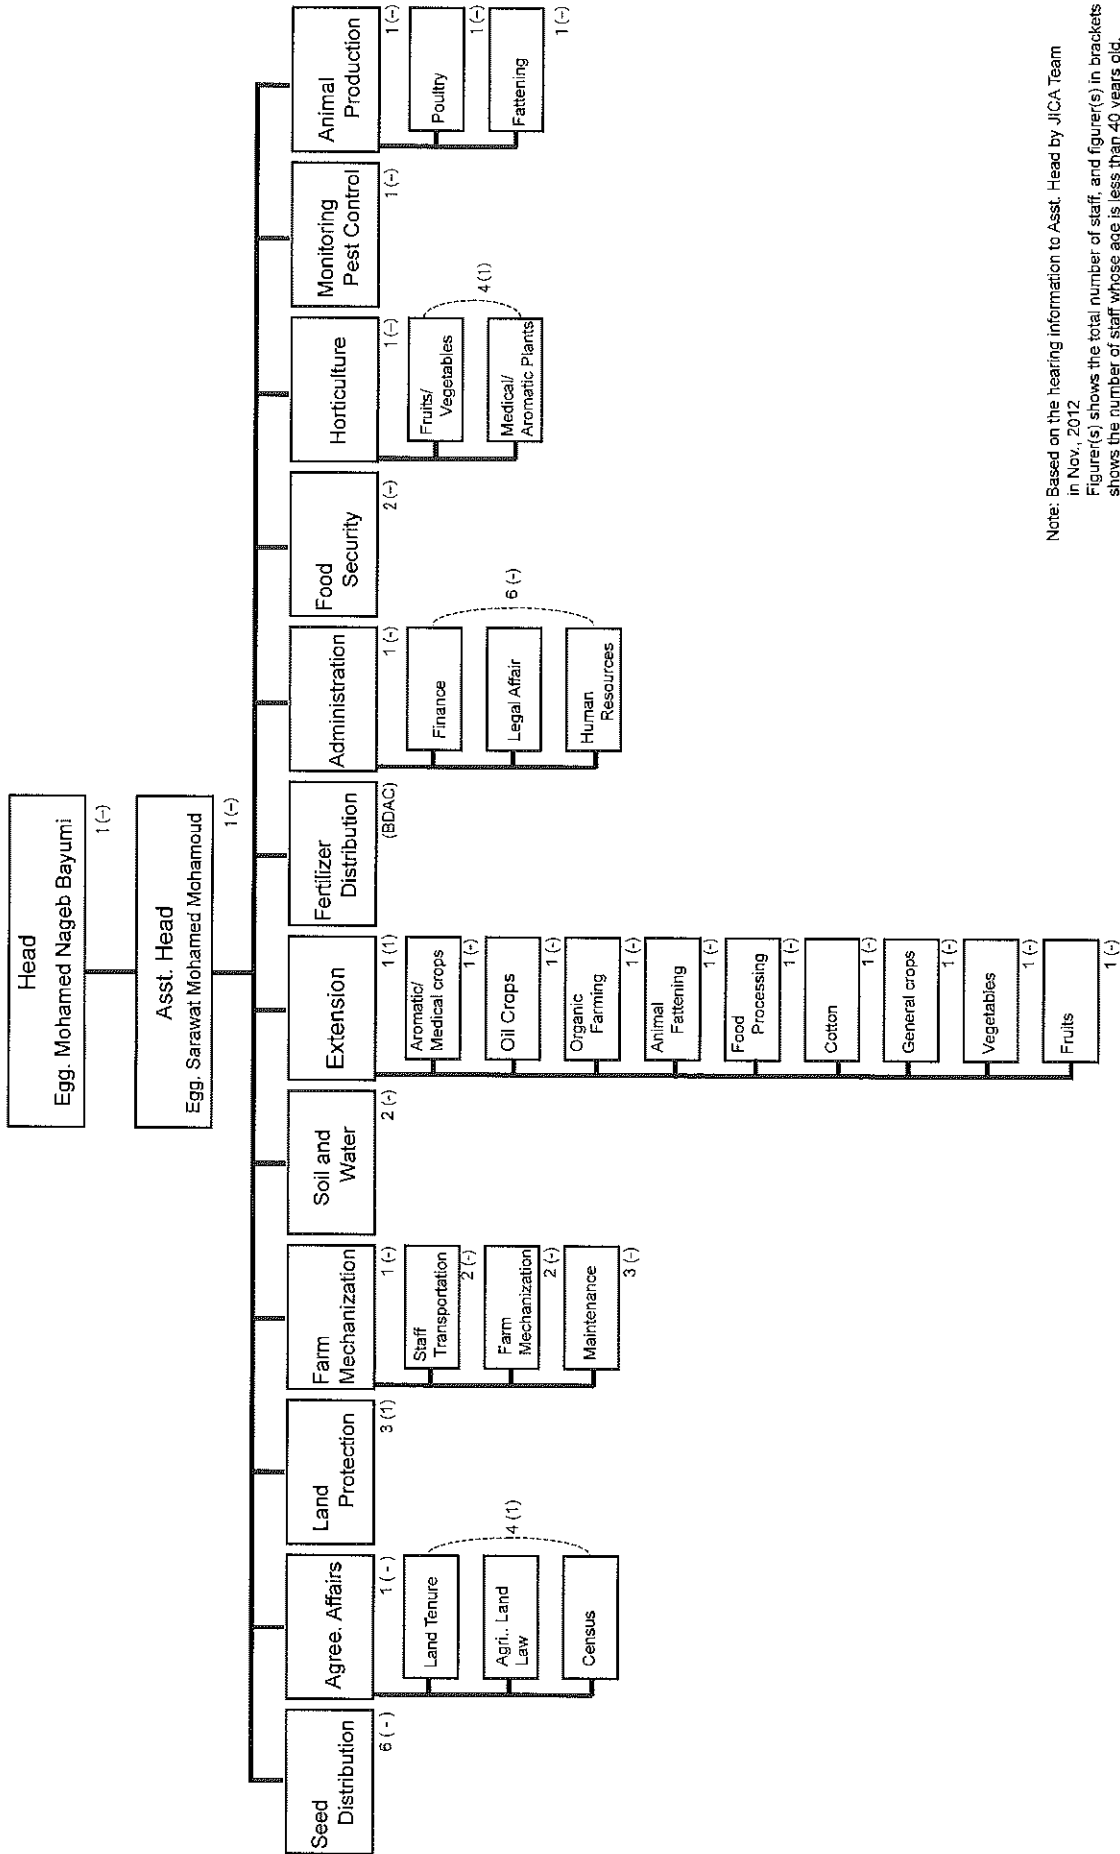 Head
Egg. Mohamed Nageb Bayumi
1 (-)
Asst. Head
Egg. Sarawat Mohamed Mohamoud
1 (-)
Seed
Distribution
6 (-)
Agree. Affairs
1 (-)
Land Tenure
Agri.. Land
Law
Census
4 (1)
Land
Protection
3 (1)
Farm
Mechanization
1 (-)
Staff
Transportation
2 (-)
Farm
Mechanization
2 (-)
Maintenance
3 (-)
Soil and
Water
2 (-)
Extension
1 (1)
Aromatic/
Medical crops
1 (-)
Oil Crops
1 (-)
Organic
Farming
1 (-)
Animal
Fattening
1 (-)
Food
Processing
1 (-)
Cotton
1 (-)
General crops
1 (-)
Vegetables
1 (-)
Fruits
1 (-)
Fertilizer
Distribution
(BDAC)
Administration
1 (-)
Finance
Legal Affair
Human
Resources
6 (-)
Food
Security
2 (-)
Horticulture
1 (-)
Fruits/
Vegetables
Medical/
Aromatic Plants
4 (1)
Monitoring
Pest Control
1 (-)
Animal
Production
1 (-)
Poultry
1 (-)
Fattening
1 (-)
Note: Based on the hearing information to Asst. Head by JICA Team
in Nov., 2012
Figurer(s) shows the total number of staff, and figurer(s) in brackets
shows the number of staff whose age is less than 40 years old.